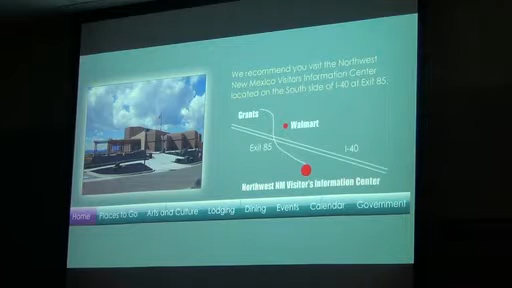 We recommend you visit the Northwest
New Mexico Visitors Information Center
located on the South side of I-40 at Exit 85.
Grants
Walmart
Exit 85
I-40
Northwest NM Visitor's Information Center
Home Places to Go Arts and Culture Lodging Dining Events Calendar Government